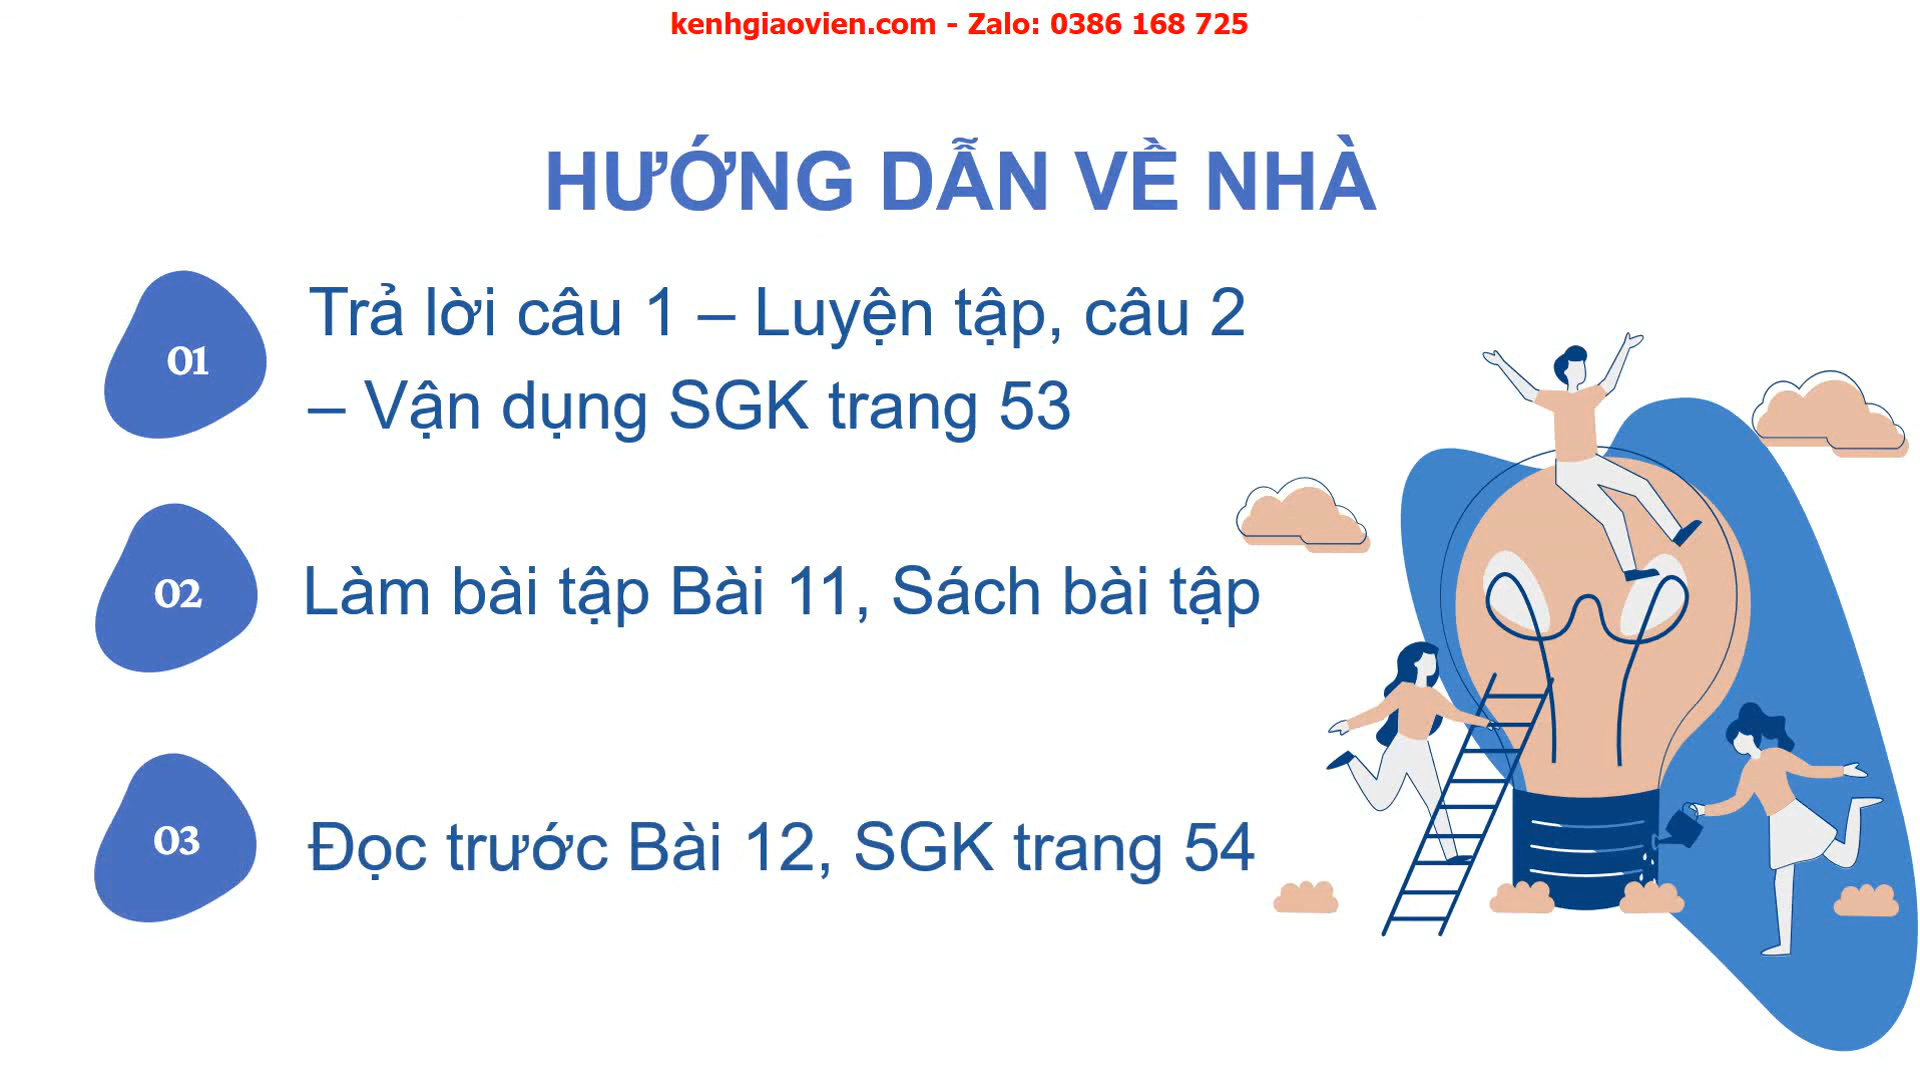 kenhgiaovien.com - Zalo: 0386 168 725
HƯỚNG DẪN VỀ NHÀ
01
Trả lời câu 1 – Luyện tập, câu 2
– Vận dụng SGK trang 53
02
Làm bài tập Bài 11, Sách bài tập
03
Đọc trước Bài 12, SGK trang 54